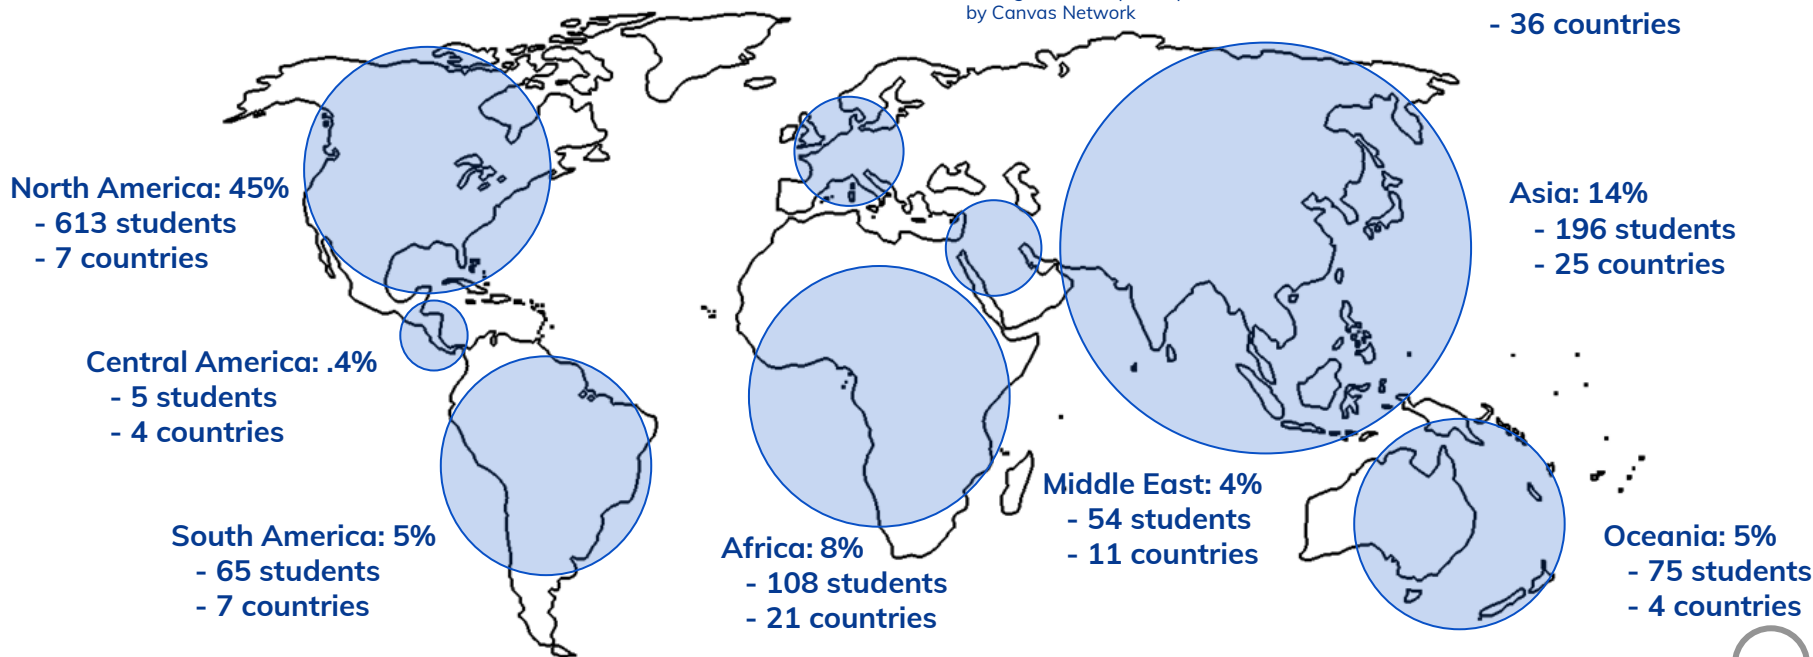 by Canvas Network
- 36 countries
North America: 45%
- 613 students
- 7 countries
Asia: 14%
- 196 students
- 25 countries
Central America: .4%
- 5 students
- 4 countries
Middle East: 4%
- 54 students
- 11 countries
South America: 5%
- 65 students
- 7 countries
Africa: 8%
- 108 students
- 21 countries
Oceania: 5%
- 75 students
- 4 countries